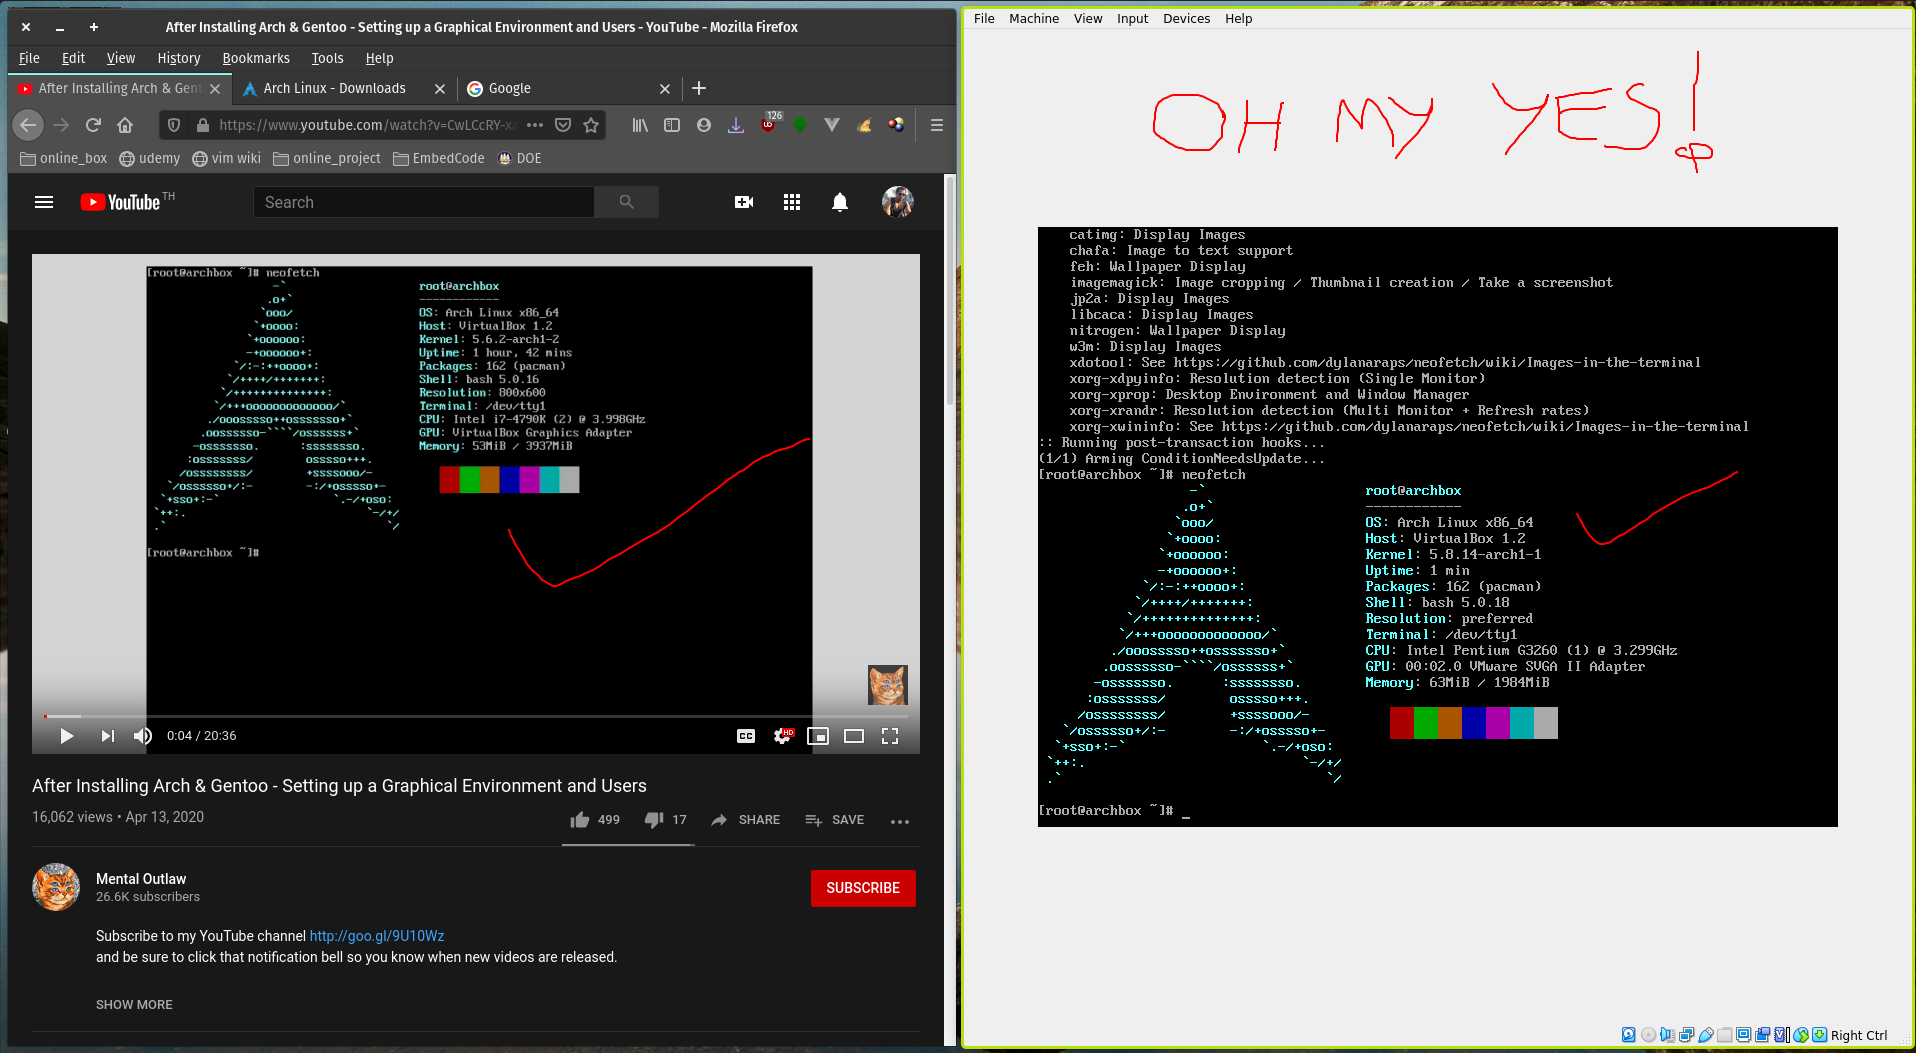 After Installing Arch & Gentoo - Setting up a Graphical Environment and Users - YouTube - Mozilla Firefox
File Edit View History Bookmarks Tools Help
After Installing Arch & Gent
Arch Linux - Downloads
Google
https://www.youtube.com/watch?v=CwLCcRY-xa
126
online_box udemy vim wiki online_project EmbedCode DOE
YouTube TH
Search
[root@archbox ~]# neofetch
root@archbox
------------
OS: Arch Linux x86_64
Host: VirtualBox 1.2
Kernel: 5.6.2-arch1-2
Uptime: 1 hour, 42 mins
Packages: 162 (pacman)
Shell: bash 5.0.16
Resolution: 800x600
Terminal: /dev/tty1
CPU: Intel i7-4790K (2) @ 3.998GHz
GPU: VirtualBox Graphics Adapter
Memory: 53MiB / 3937MiB
[root@archbox ~]#
0:04 / 20:36
CC
HD
After Installing Arch & Gentoo - Setting up a Graphical Environment and Users
16,062 views • Apr 13, 2020
499 17 SHARE SAVE
Mental Outlaw
26.6K subscribers
SUBSCRIBE
Subscribe to my YouTube channel http://goo.gl/9U10Wz
and be sure to click that notification bell so you know when new videos are released.
SHOW MORE
File Machine View Input Devices Help
OH MY YES!
catimg: Display Images
chafa: Image to text support
feh: Wallpaper Display
imagemagick: Image cropping / Thumbnail creation / Take a screenshot
jp2a: Display Images
libcaca: Display Images
nitrogen: Wallpaper Display
w3m: Display Images
xdotool: See https://github.com/dylanaraps/neofetch/wiki/Images-in-the-terminal
xorg-xdpyinfo: Resolution detection (Single Monitor)
xorg-xprop: Desktop Environment and Window Manager
xorg-xrandr: Resolution detection (Multi Monitor + Refresh rates)
xorg-xwininfo: See https://github.com/dylanaraps/neofetch/wiki/Images-in-the-terminal
:: Running post-transaction hooks...
(1/1) Arming ConditionNeedsUpdate...
[root@archbox ~]# neofetch
root@archbox
------------
OS: Arch Linux x86_64
Host: VirtualBox 1.2
Kernel: 5.8.14-arch1-1
Uptime: 1 min
Packages: 162 (pacman)
Shell: bash 5.0.18
Resolution: preferred
Terminal: /dev/tty1
CPU: Intel Pentium G3260 (1) @ 3.299GHz
GPU: 00:02.0 VMware SVGA II Adapter
Memory: 63MiB / 1984MiB
[root@archbox ~]# _
Right Ctrl